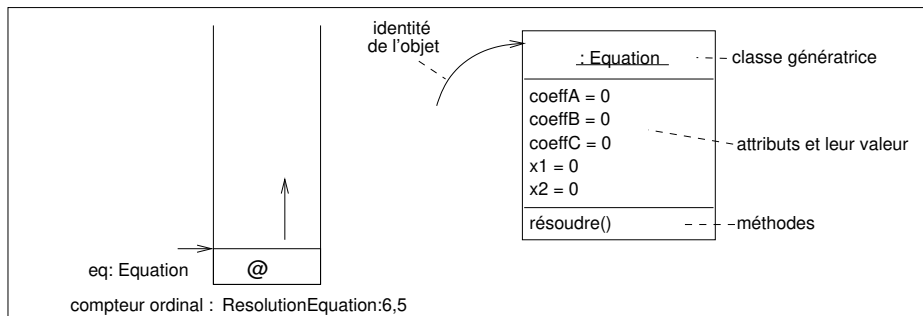 identité
de l'objet
: Equation
classe génératrice
coeffA = 0
coeffB = 0
coeffC = 0
x1 = 0
x2 = 0
attributs et leur valeur
résoudre()
méthodes
eq: Equation
@
compteur ordinal : ResolutionEquation:6,5